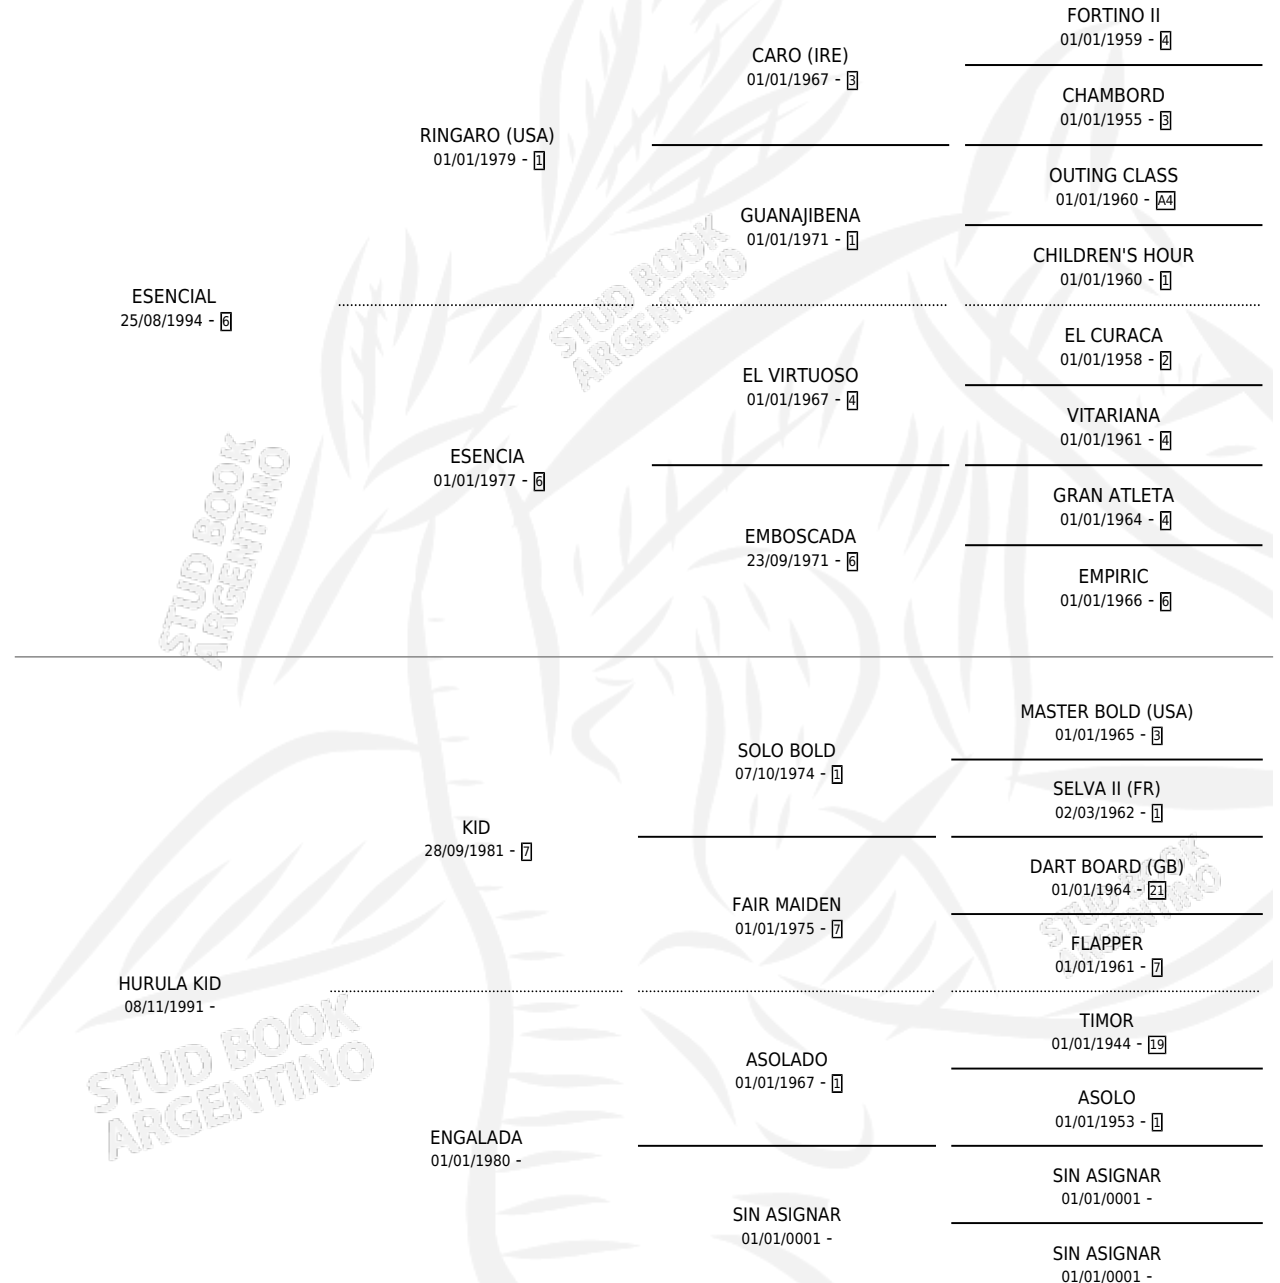 FORTINO II
01/01/1959 - 4
CARO (IRE)
01/01/1967 - 3
CHAMBORD
01/01/1955 - 3
RINGARO (USA)
01/01/1979 - 1
OUTING CLASS
01/01/1960 - A4
GUANAJIBENA
01/01/1971 - 1
CHILDREN'S HOUR
01/01/1960 - 1
ESENCIAL
25/08/1994 - 6
EL CURACA
01/01/1958 - 2
EL VIRTUOSO
01/01/1967 - 4
VITARIANA
01/01/1961 - 4
ESENCIA
01/01/1977 - 6
GRAN ATLETA
01/01/1964 - 4
EMBOSCADA
23/09/1971 - 6
EMPIRIC
01/01/1966 - 6
MASTER BOLD (USA)
01/01/1965 - 3
SOLO BOLD
07/10/1974 - 1
SELVA II (FR)
02/03/1962 - 1
KID
28/09/1981 - 7
DART BOARD (GB)
01/01/1964 - 21
FAIR MAIDEN
01/01/1975 - 7
FLAPPER
01/01/1961 - 7
HURULA KID
08/11/1991 -
TIMOR
01/01/1944 - 19
ASOLADO
01/01/1967 - 1
ASOLO
01/01/1953 - 1
ENGALADA
01/01/1980 -
SIN ASIGNAR
01/01/0001 -
SIN ASIGNAR
01/01/0001 -
SIN ASIGNAR
01/01/0001 -
STUD BOOK
ARGENTINO
STUD BOOK
ARGENTINO
STUD BOOK
ARGENTINO
STUD BOOK
ARGENTINO